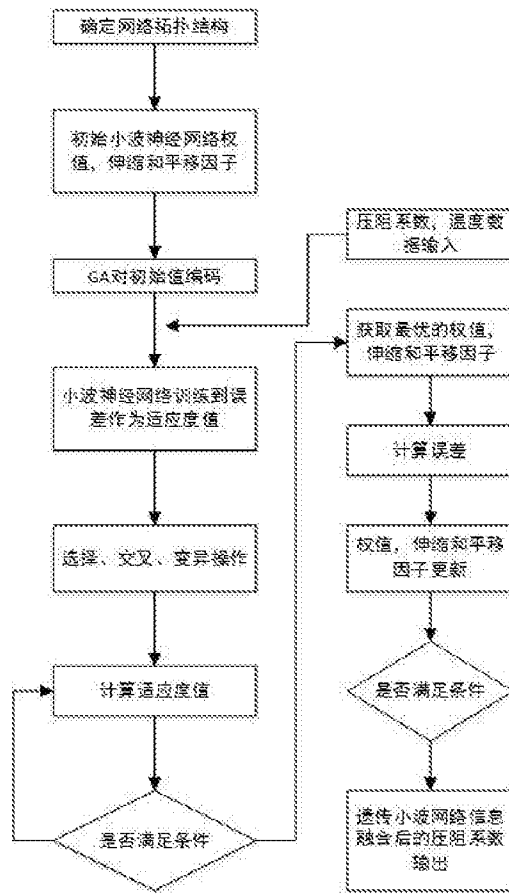 确定网络拓扑结构
初始小波神经网络权
值，伸缩和平移因子
GA对初始值编码
小波神经网络训练到误
差作为适应度值
选择、交叉、变异操作
计算适应度值
是否满足条件
压阻系数，温度数
据输入
获取最优的权值，
伸缩和平移因子
计算误差
权值，伸缩和平移
因子更新
是否满足条件
遗传小波网络信息
融合后的压阻系数
输出